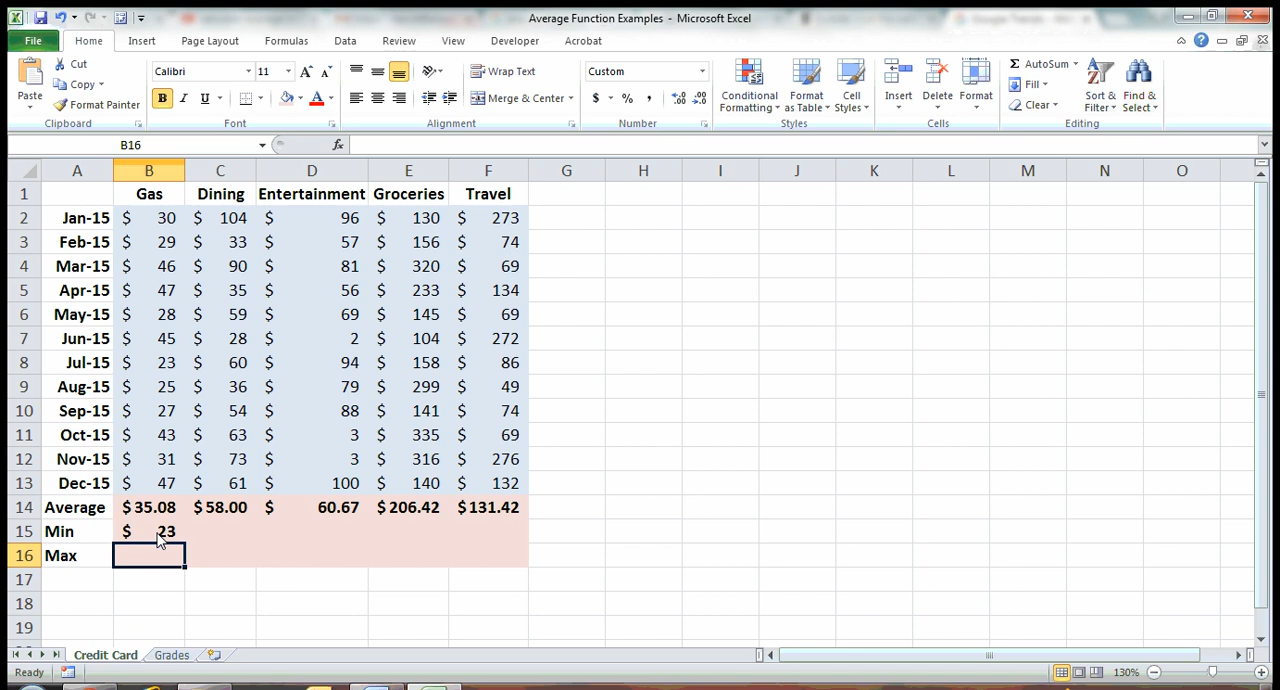 Average Function Examples - Microsoft Excel
File Home Insert Page Layout Formulas Data Review View Developer Acrobat
Paste Cut Copy Format Painter Clipboard
Calibri 11 B I U A Font
Wrap Text Merge & Center Alignment
Custom $ % , Number
Conditional Formatting Format as Table Cell Styles Styles
Insert Delete Format Cells
Σ AutoSum Fill Clear Sort & Filter Find & Select Editing
B16 fx
A B C D E F G H I J K L M N O
1 Gas Dining Entertainment Groceries Travel
2 Jan-15 $ 30 $ 104 $ 96 $ 130 $ 273
3 Feb-15 $ 29 $ 33 $ 57 $ 156 $ 74
4 Mar-15 $ 46 $ 90 $ 81 $ 320 $ 69
5 Apr-15 $ 47 $ 35 $ 56 $ 233 $ 134
6 May-15 $ 28 $ 59 $ 69 $ 145 $ 69
7 Jun-15 $ 45 $ 28 $ 2 $ 104 $ 272
8 Jul-15 $ 23 $ 60 $ 94 $ 158 $ 86
9 Aug-15 $ 25 $ 36 $ 79 $ 299 $ 49
10 Sep-15 $ 27 $ 54 $ 88 $ 141 $ 74
11 Oct-15 $ 43 $ 63 $ 3 $ 335 $ 69
12 Nov-15 $ 31 $ 73 $ 3 $ 316 $ 276
13 Dec-15 $ 47 $ 61 $ 100 $ 140 $ 132
14 Average $ 35.08 $ 58.00 $ 60.67 $ 206.42 $ 131.42
15 Min $ 23
16 Max
17
18
19
Credit Card Grades
Ready 130%